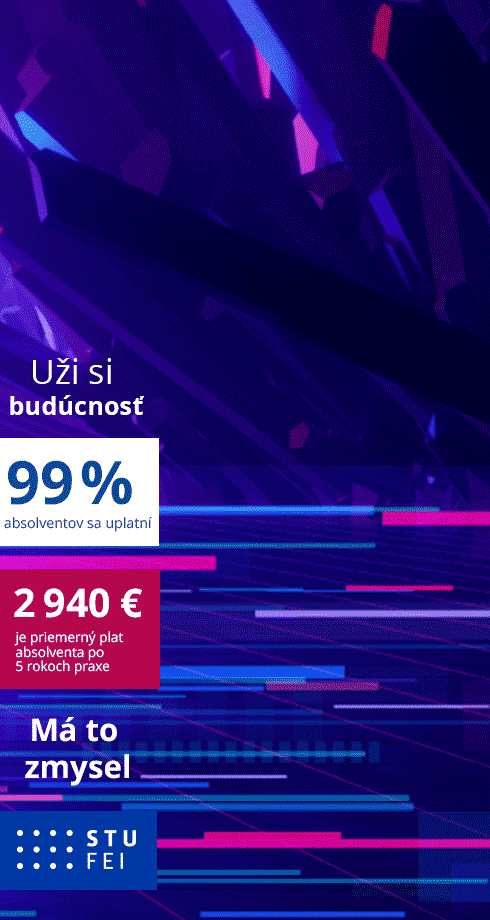 Uži si
budúcnosť
99 %
absolventov sa uplatní
2 940 €
je priemerný plat
absolventa po
5 rokoch praxe
Má to
zmysel
STU
FEI